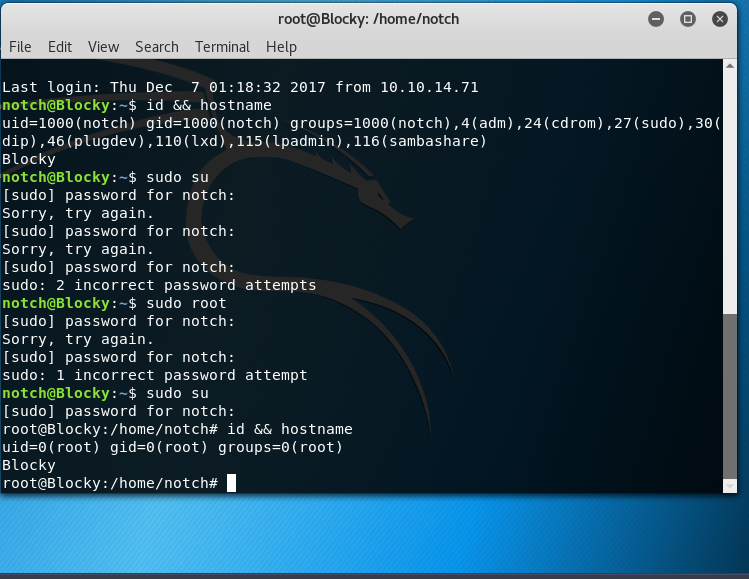 root@Blocky: /home/notch
File Edit View Search Terminal Help
Last login: Thu Dec  7 01:18:32 2017 from 10.10.14.71
notch@Blocky:~$ id && hostname
uid=1000(notch) gid=1000(notch) groups=1000(notch),4(adm),24(cdrom),27(sudo),30(
dip),46(plugdev),110(lxd),115(lpadmin),116(sambashare)
Blocky
notch@Blocky:~$ sudo su
[sudo] password for notch:
Sorry, try again.
[sudo] password for notch:
Sorry, try again.
[sudo] password for notch:
sudo: 2 incorrect password attempts
notch@Blocky:~$ sudo root
[sudo] password for notch:
Sorry, try again.
[sudo] password for notch:
sudo: 1 incorrect password attempt
notch@Blocky:~$ sudo su
[sudo] password for notch:
root@Blocky:/home/notch# id && hostname
uid=0(root) gid=0(root) groups=0(root)
Blocky
root@Blocky:/home/notch#